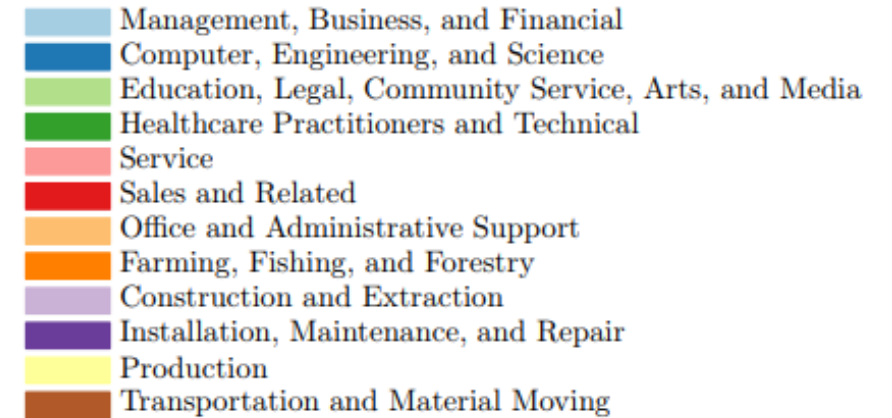 Management, Business, and Financial
Computer, Engineering, and Science
Education, Legal, Community Service, Arts, and Media
Healthcare Practitioners and Technical
Service
Sales and Related
Office and Administrative Support
Farming, Fishing, and Forestry
Construction and Extraction
Installation, Maintenance, and Repair
Production
Transportation and Material Moving